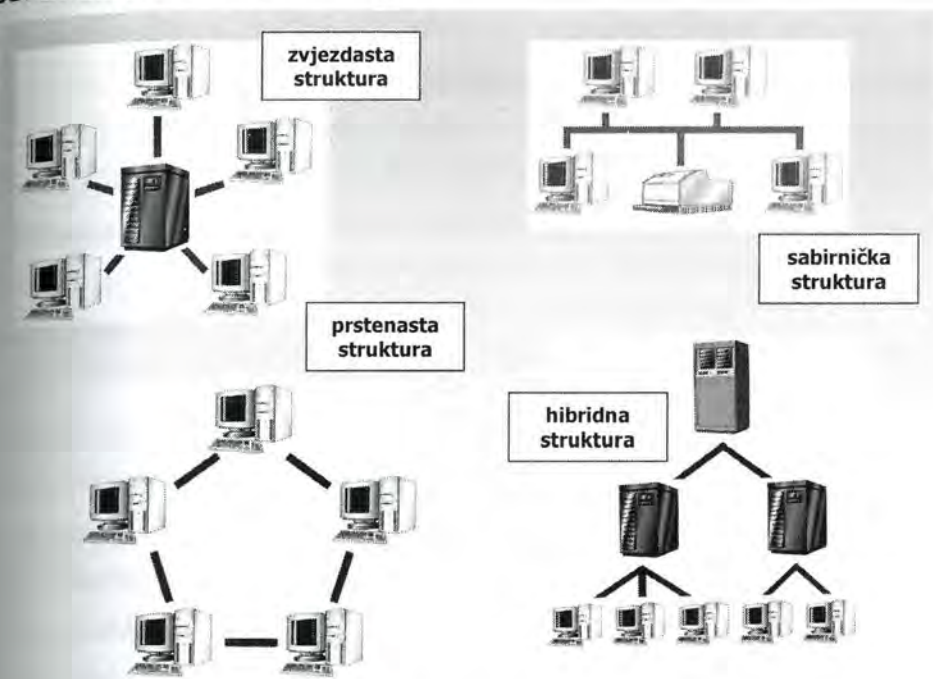 zvjezdasta
struktura
sabirnička
struktura
prstenasta
struktura
hibridna
struktura